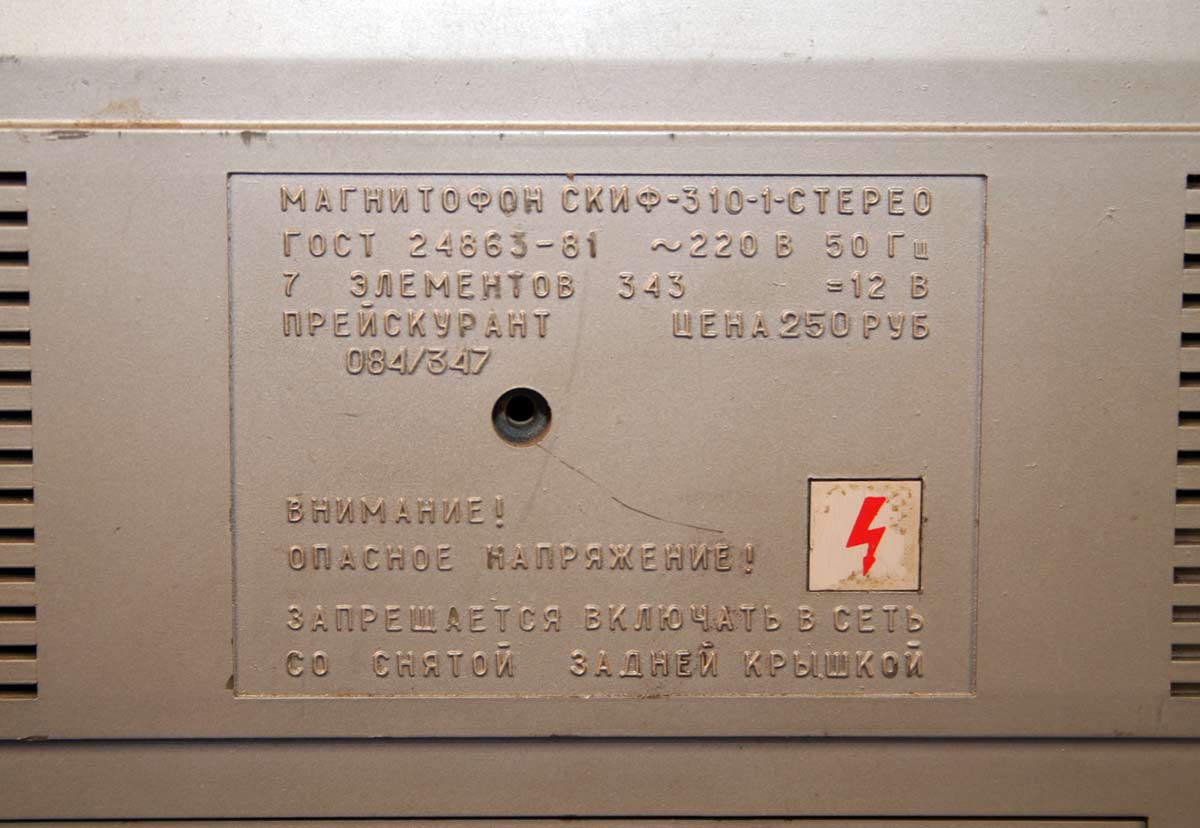 МАГНИТОФОН СКИФ-310-1-СТЕРЕО
ГОСТ 24863-81 ~220 В 50 Гц
7 ЭЛЕМЕНТОВ 343 =12 В
ПРЕЙСКУРАНТ ЦЕНА 250 РУБ
084/347
ВНИМАНИЕ!
ОПАСНОЕ НАПРЯЖЕНИЕ!
ЗАПРЕЩАЕТСЯ ВКЛЮЧАТЬ В СЕТЬ
СО СНЯТОЙ ЗАДНЕЙ КРЫШКОЙ